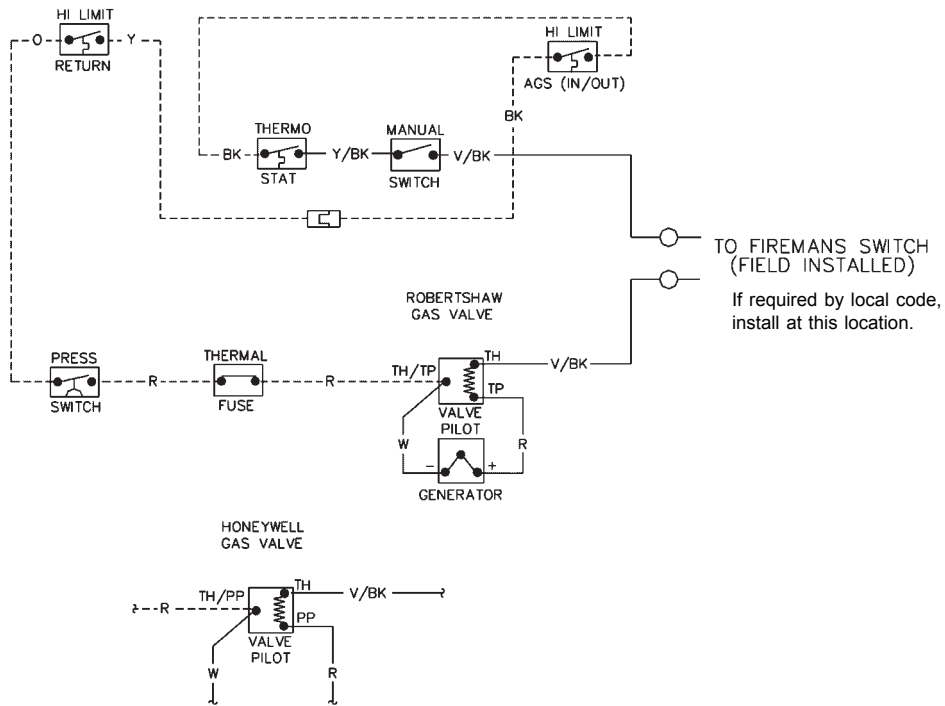 HI LIMIT
O
Y
RETURN
HI LIMIT
AGS (IN/OUT)
BK
THERMO
MANUAL
BK
Y/BK
V/BK
STAT
SWITCH
TO FIREMANS SWITCH
(FIELD INSTALLED)
If required by local code,
install at this location.
ROBERTSHAW
GAS VALVE
PRESS
THERMAL
TH/TP
TH
V/BK
R
R
SWITCH
FUSE
TP
VALVE
PILOT
W
R
-
+
GENERATOR
HONEYWELL
GAS VALVE
TH/PP
TH
V/BK
R
PP
VALVE
PILOT
W
R